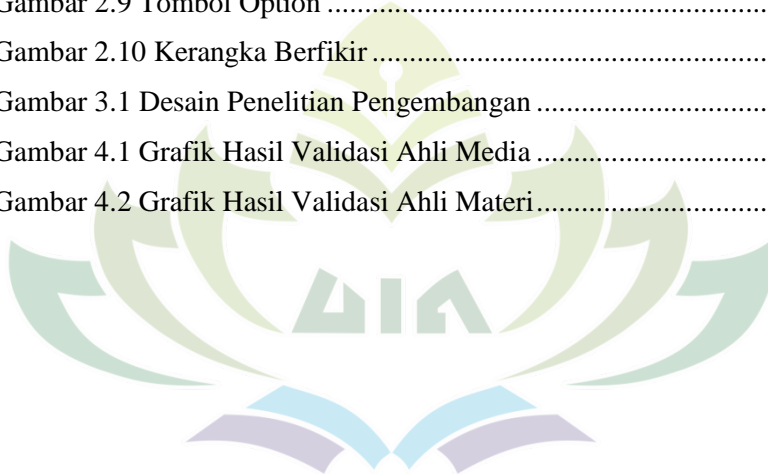 Gambar 2.9 Tombol Option ........................................................
Gambar 2.10 Kerangka Berfikir ..................................................
Gambar 3.1 Desain Penelitian Pengembangan .............................
Gambar 4.1 Grafik Hasil Validasi Ahli Media .............................
Gambar 4.2 Grafik Hasil Validasi Ahli Materi .............................
UIN